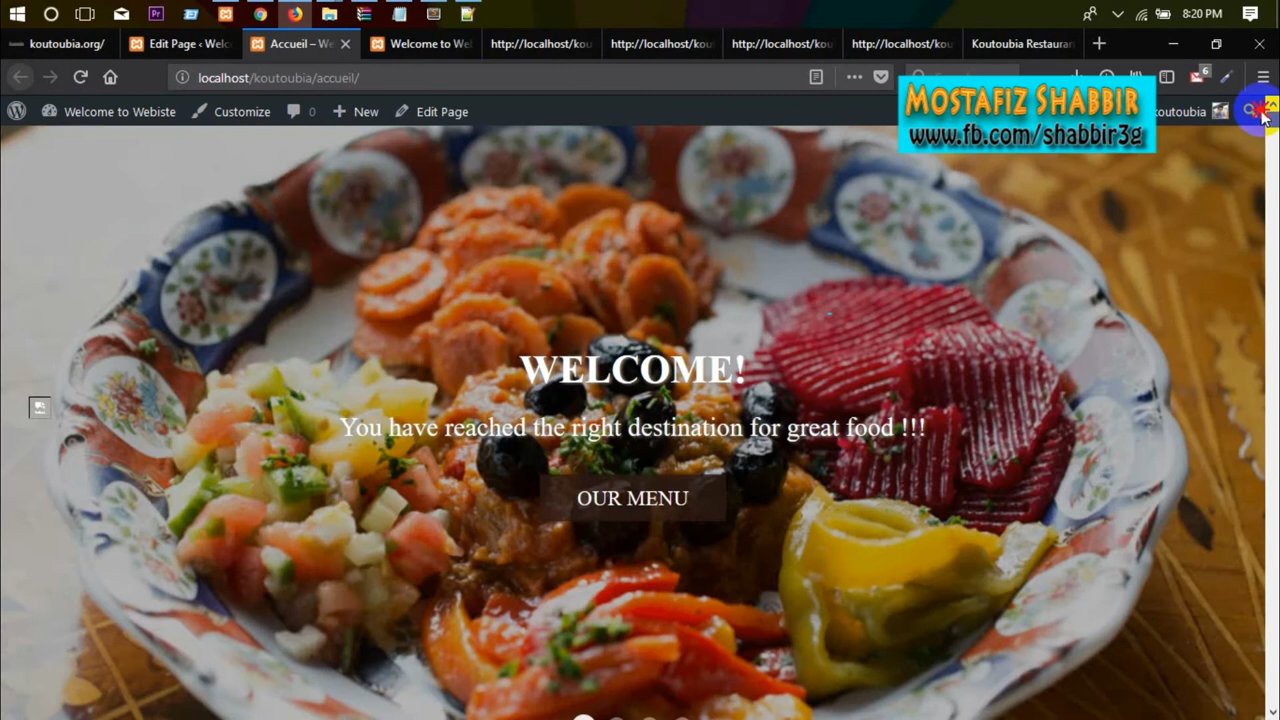 8:20 PM
koutoubia.org/
Edit Page ‹ Welc
Accueil – We
Welcome to We
http://localhost/kou
http://localhost/kou
http://localhost/kou
http://localhost/kou
Koutoubia Restauran
localhost/koutoubia/accueil/
6
Welcome to Webiste
Customize
0
New
Edit Page
koutoubia
MOSTAFIZ SHABBIR
www.fb.com/shabbir3g
WELCOME!
You have reached the right destination for great food !!!
OUR MENU